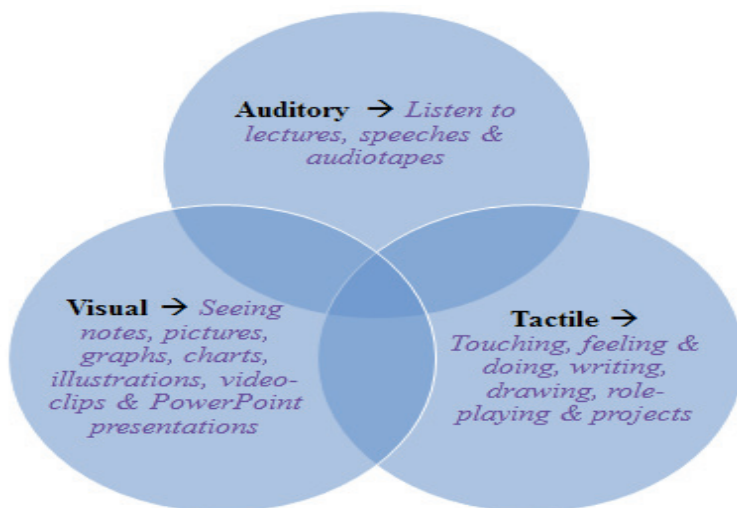 Auditory → Listen to
lectures, speeches &
audiotapes
Visual → Seeing
notes, pictures,
graphs, charts,
illustrations, video-
clips & PowerPoint
presentations
Tactile →
Touching, feeling &
doing, writing,
drawing, role-
playing & projects